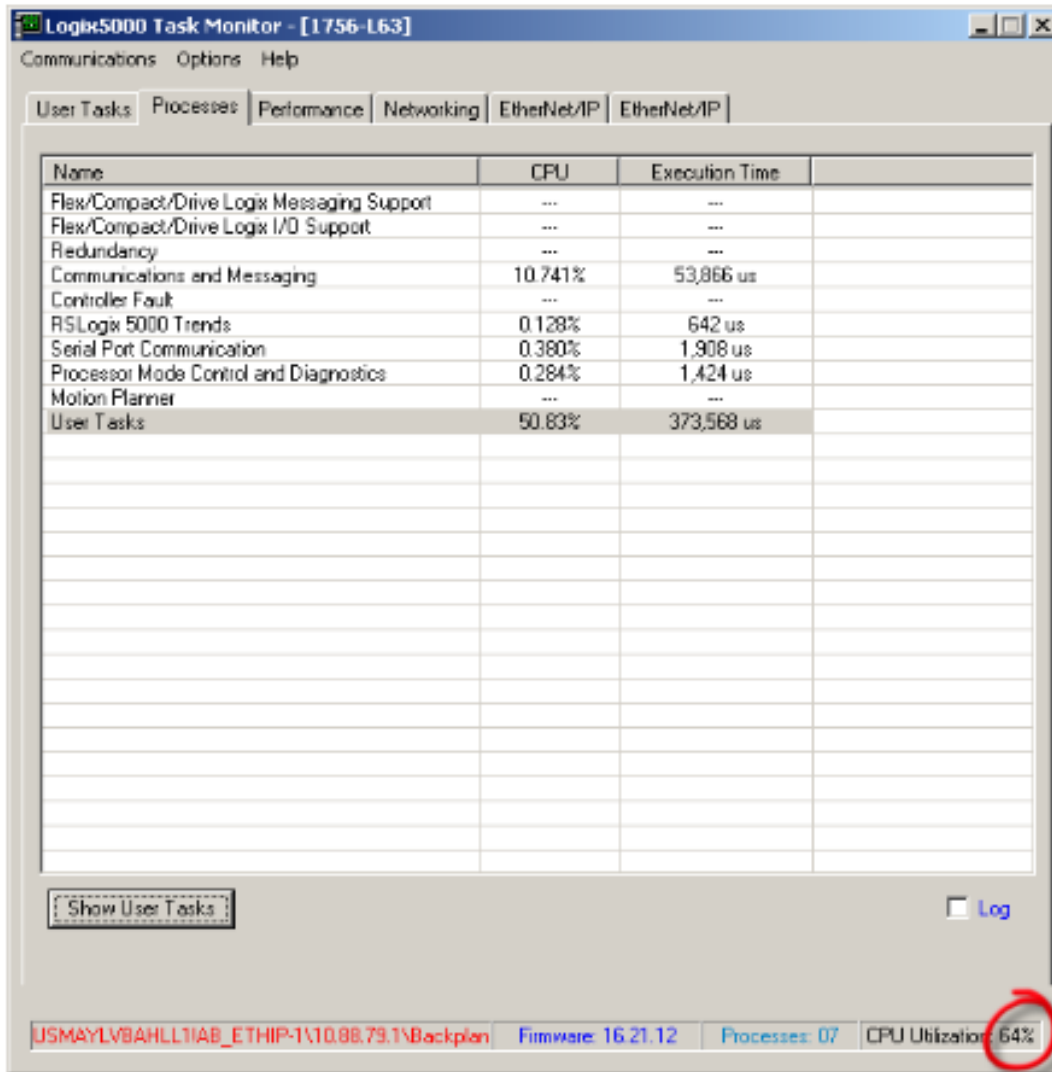 Logix5000 Task Monitor - [1756-L63]
Communications Options Help
User Tasks Processes Performance Networking EtherNet/IP EtherNet/IP
Name CPU Execution Time
Flex/Compact/Drive Logix Messaging Support --- ---
Flex/Compact/Drive Logix I/O Support --- ---
Redundancy --- ---
Communications and Messaging 10.741% 53,866 us
Controller Fault --- ---
RSLogix 5000 Trends 0.128% 642 us
Serial Port Communication 0.380% 1,908 us
Processor Mode Control and Diagnostics 0.284% 1,424 us
Motion Planner --- ---
User Tasks 50.83% 373,568 us
Show User Tasks Log
USMAYLVBAHLL1!AB_ETHIP-1\10.88.79.1\Backplan Firmware: 16.21.12 Processes: 07 CPU Utilization: 64%